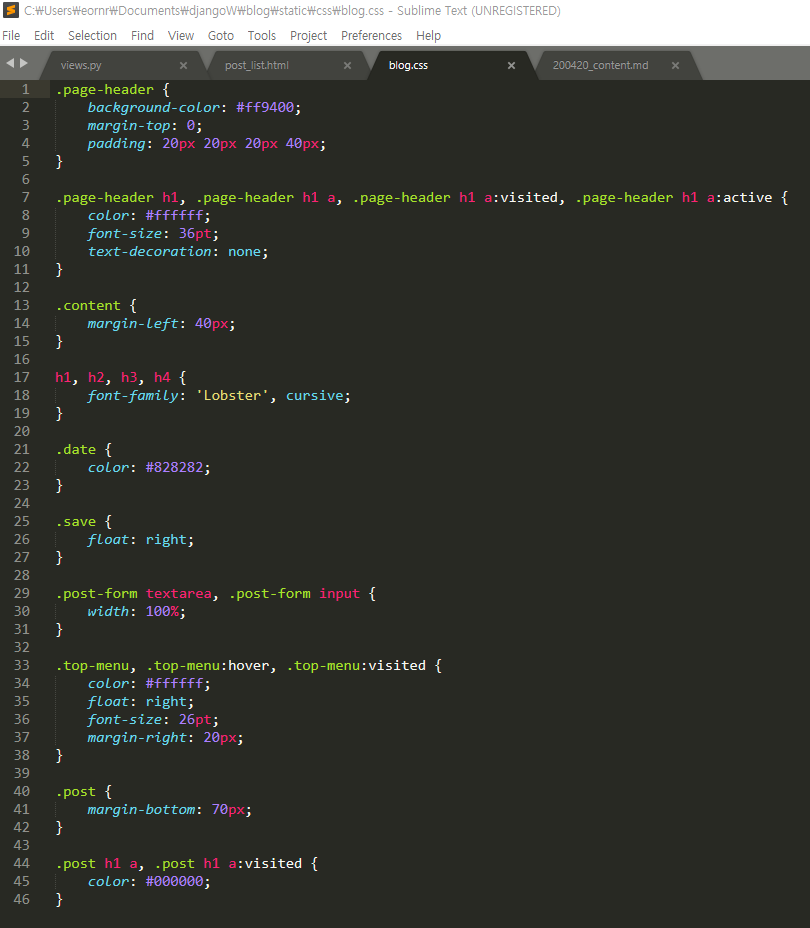 C:₩Users₩eornr₩Documents₩djangoW₩blog₩static₩css₩blog.css - Sublime Text (UNREGISTERED)
File Edit Selection Find View Goto Tools Project Preferences Help
views.py × post_list.html × blog.css × 200420_content.md ×
1 .page-header {
2     background-color: #ff9400;
3     margin-top: 0;
4     padding: 20px 20px 20px 40px;
5 }
6
7 .page-header h1, .page-header h1 a, .page-header h1 a:visited, .page-header h1 a:active {
8     color: #ffffff;
9     font-size: 36pt;
10     text-decoration: none;
11 }
12
13 .content {
14     margin-left: 40px;
15 }
16
17 h1, h2, h3, h4 {
18     font-family: 'Lobster', cursive;
19 }
20
21 .date {
22     color: #828282;
23 }
24
25 .save {
26     float: right;
27 }
28
29 .post-form textarea, .post-form input {
30     width: 100%;
31 }
32
33 .top-menu, .top-menu:hover, .top-menu:visited {
34     color: #ffffff;
35     float: right;
36     font-size: 26pt;
37     margin-right: 20px;
38 }
39
40 .post {
41     margin-bottom: 70px;
42 }
43
44 .post h1 a, .post h1 a:visited {
45     color: #000000;
46 }